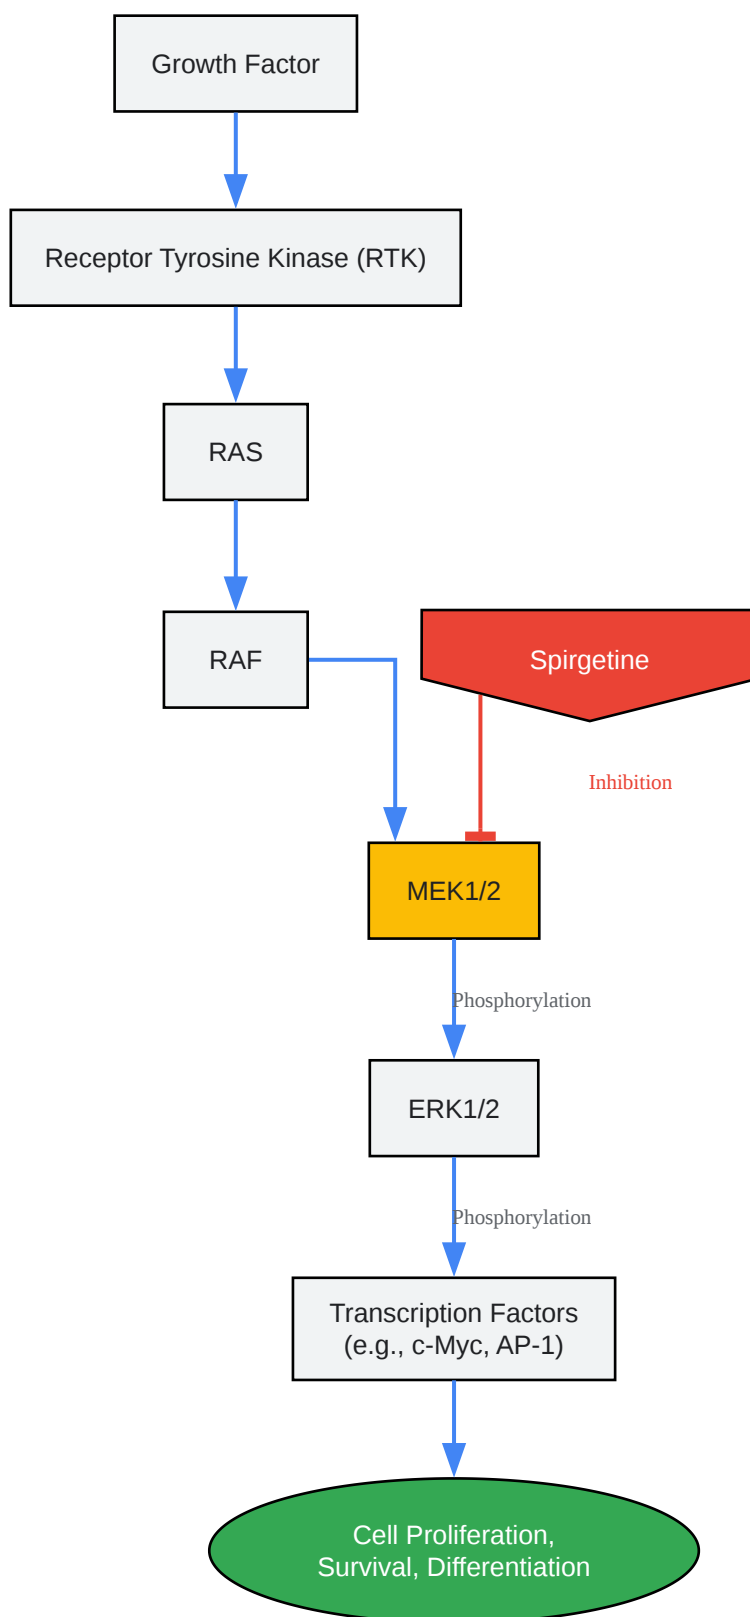 Growth Factor
Receptor Tyrosine Kinase (RTK)
RAS
RAF
Spirgetine
Inhibition
MEK1/2
Phosphorylation
ERK1/2
Phosphorylation
Transcription Factors
(e.g., c-Myc, AP-1)
Cell Proliferation,
Survival, Differentiation